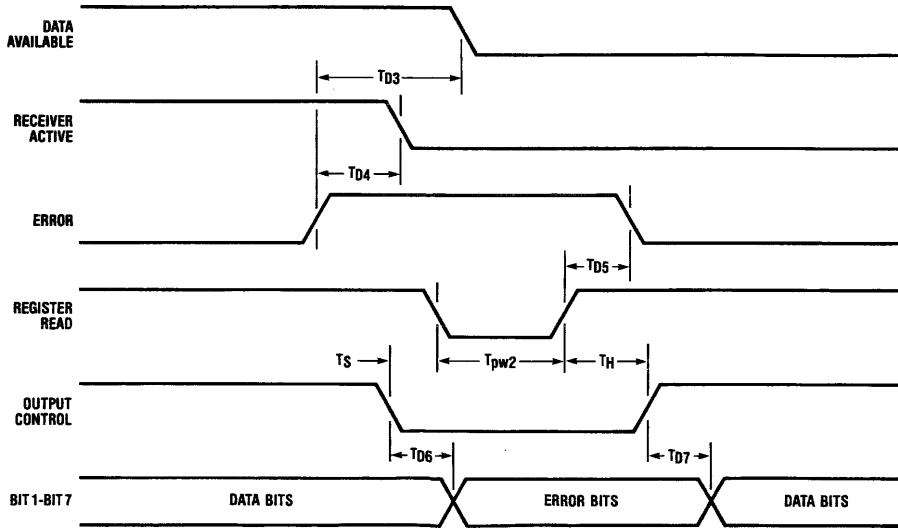 DATA
AVAILABLE
TD3
RECEIVER
ACTIVE
TD4
ERROR
TD5
REGISTER
READ
TS
Tpw2
TH
OUTPUT
CONTROL
TD6
TD7
BIT 1-BIT 7
DATA BITS
ERROR BITS
DATA BITS